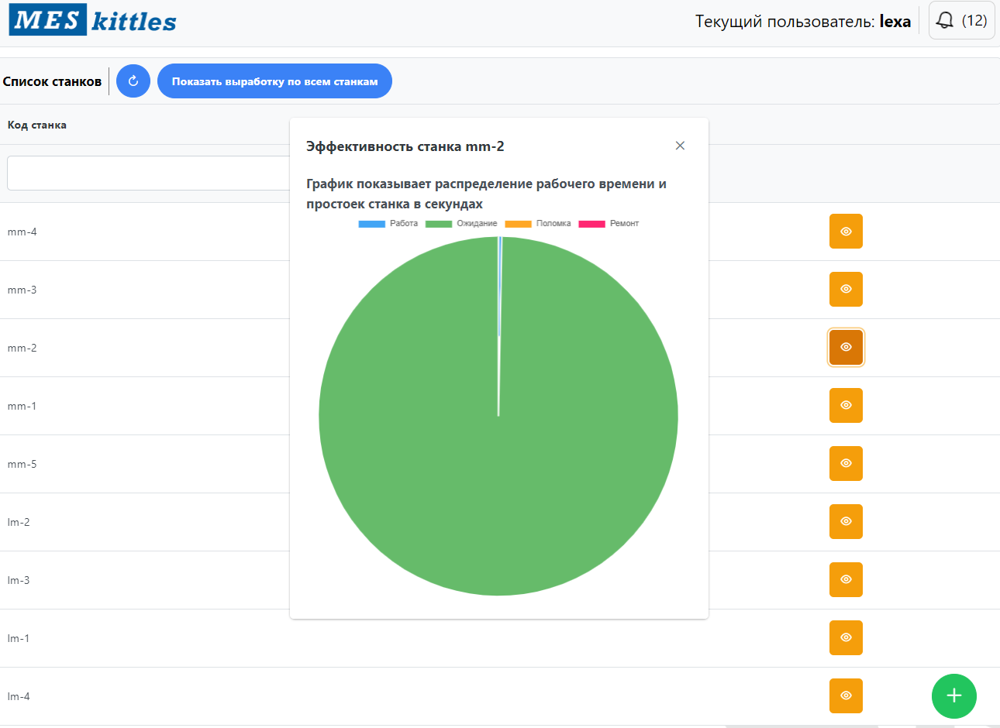 MES kittles
Текущий пользователь: lexa
(12)
Список станков
Показать выработку по всем станкам
Код станка
Эффективность станка mm-2
График показывает распределение рабочего времени и
простоек станка в секундах
Работа Ожидание Поломка Ремонт
mm-4
mm-3
mm-2
mm-1
mm-5
lm-2
lm-3
lm-1
lm-4